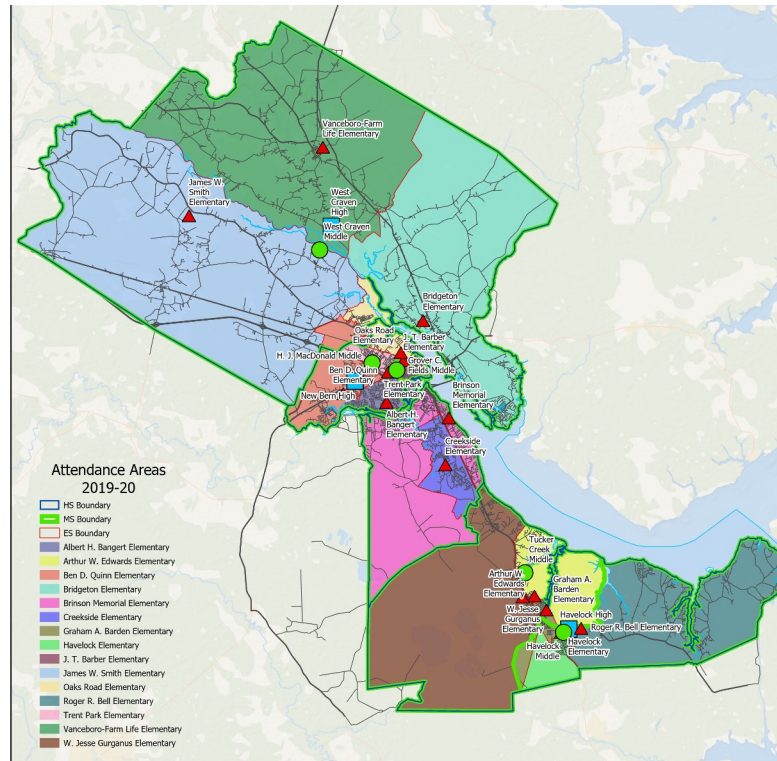 Vanceboro-Farm
Life Elementary
James W.
Smith
Elementary
West
Craven
High
West Craven
Middle
Bridgeton
Elementary
Oaks Road
Elementary
J. T. Barber
Elementary
H. J. MacDonald Middle
Grover C.
Fields Middle
Ben D. Quinn
Elementary
Trent Park
Elementary
Brinson
Memorial
Elementary
New Bern High
Albert H.
Bangert
Elementary
Creekside
Elementary
Tucker
Creek
Middle
Arthur W.
Edwards
Elementary
Graham A.
Barden
Elementary
W. Jesse
Gurganus
Elementary
Havelock High
Roger R. Bell Elementary
Havelock
Elementary
Havelock
Middle
Attendance Areas
2019-20
HS Boundary
MS Boundary
ES Boundary
Albert H. Bangert Elementary
Arthur W. Edwards Elementary
Ben D. Quinn Elementary
Bridgeton Elementary
Brinson Memorial Elementary
Creekside Elementary
Graham A. Barden Elementary
Havelock Elementary
J. T. Barber Elementary
James W. Smith Elementary
Oaks Road Elementary
Roger R. Bell Elementary
Trent Park Elementary
Vanceboro-Farm Life Elementary
W. Jesse Gurganus Elementary